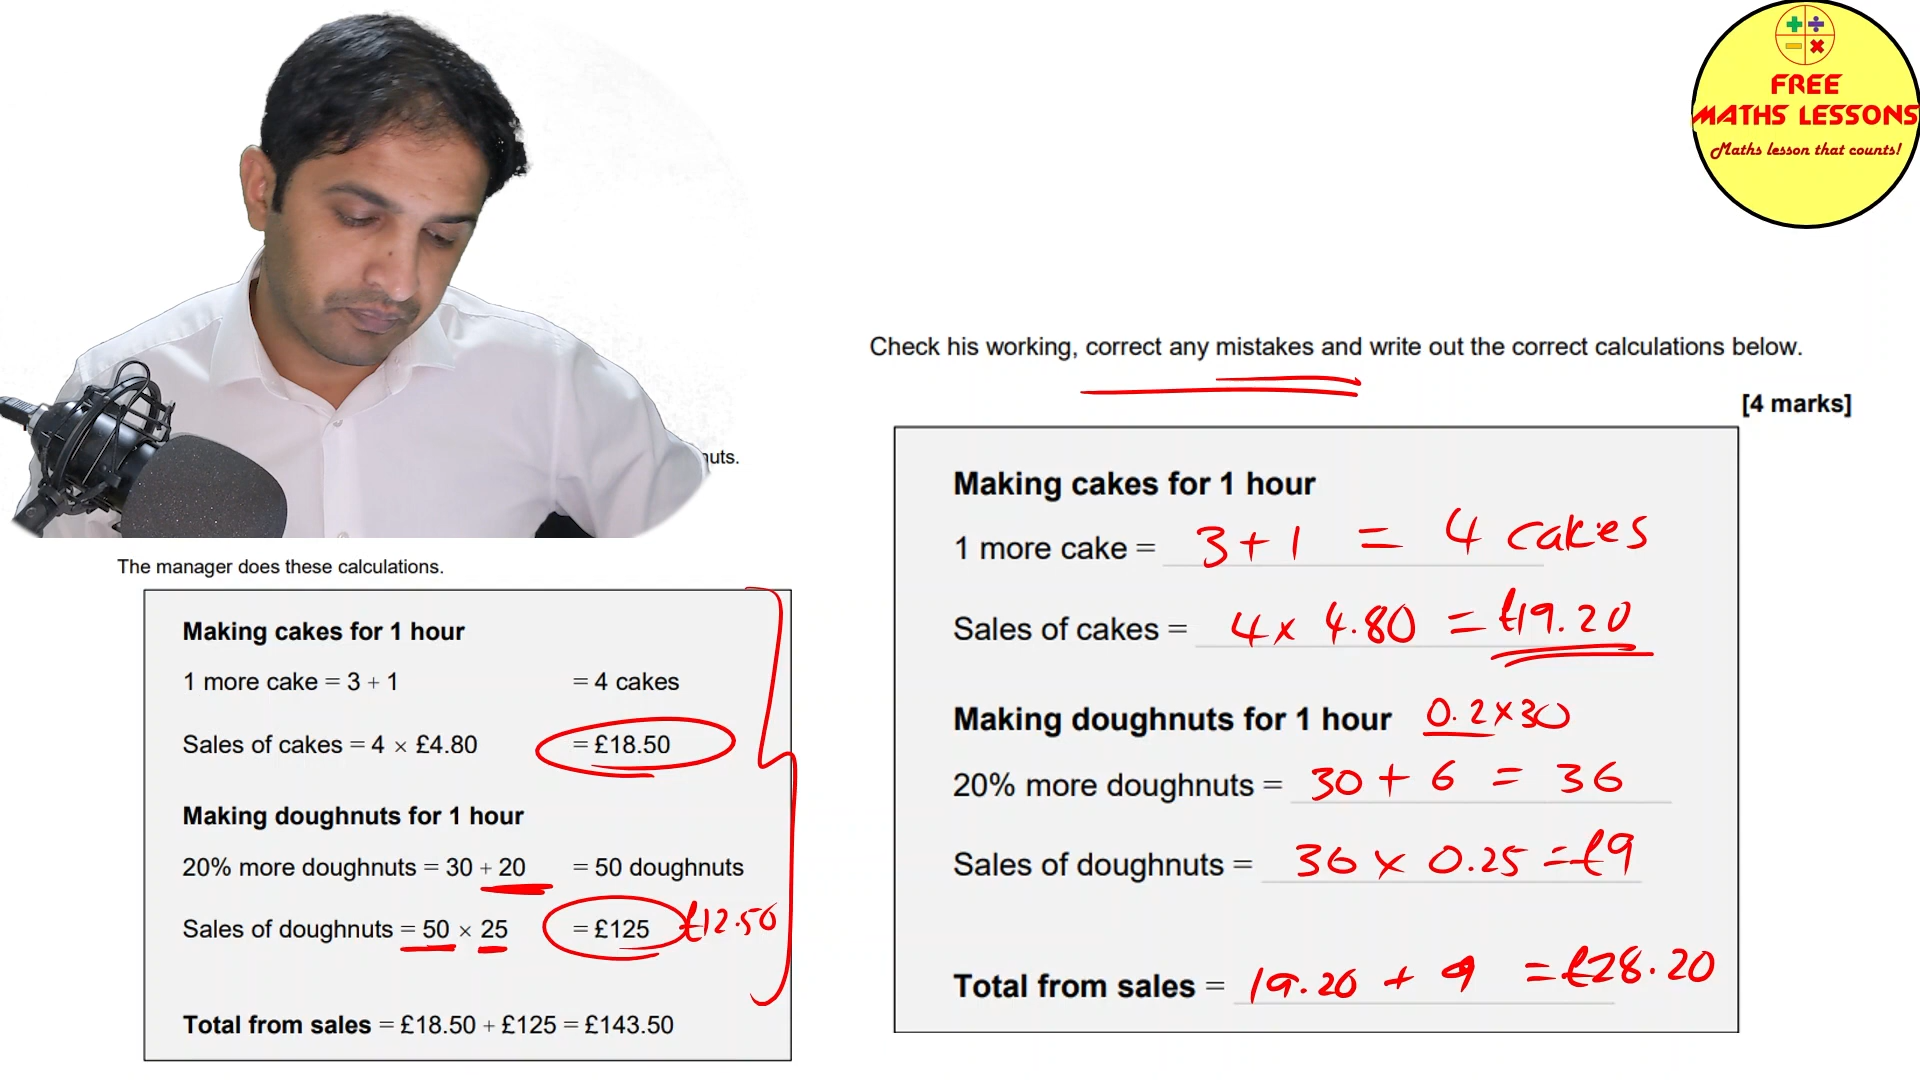 FREE
MATHS LESSONS
Maths lesson that counts!
Check his working, correct any mistakes and write out the correct calculations below.
[4 marks]
The manager does these calculations.
Making cakes for 1 hour
1 more cake = 3 + 1 = 4 cakes
Sales of cakes = 4 × £4.80 = £18.50
Making doughnuts for 1 hour
20% more doughnuts = 30 + 20 = 50 doughnuts
Sales of doughnuts = 50 × 25 = £125 £12.50
Total from sales = £18.50 + £125 = £143.50
Making cakes for 1 hour
1 more cake = 3 + 1 = 4 cakes
Sales of cakes = 4 × 4.80 = £19.20
Making doughnuts for 1 hour 0.2 × 30
20% more doughnuts = 30 + 6 = 36
Sales of doughnuts = 36 × 0.25 = £9
Total from sales = 19.20 + 9 = £28.20